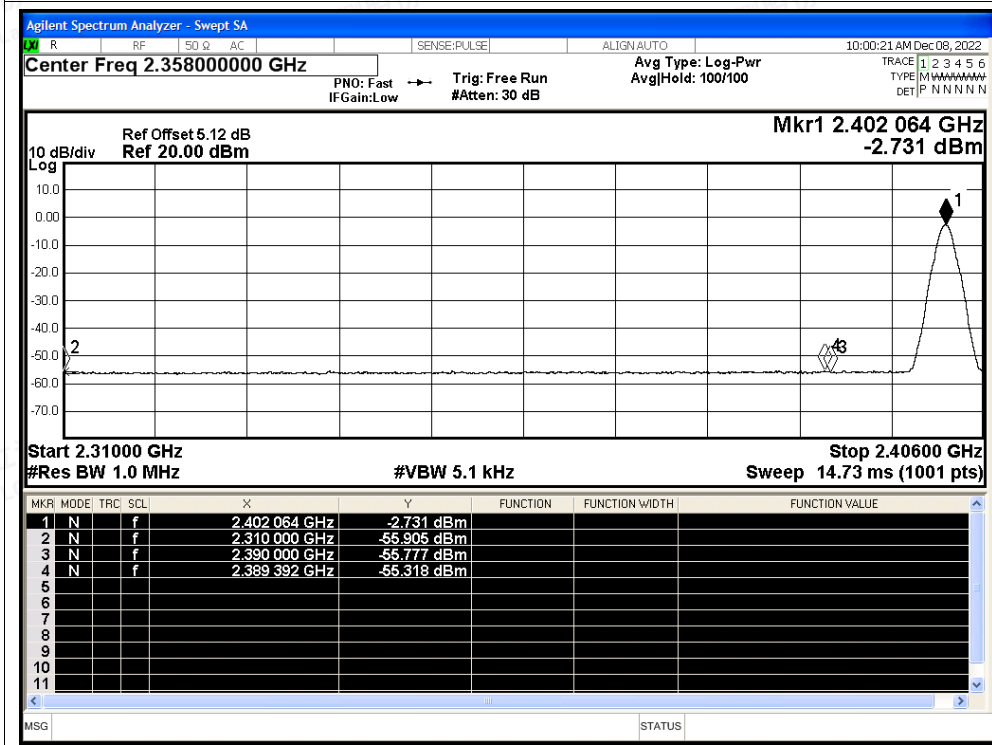 Agilent Spectrum Analyzer - Swept SA
LXI R RF 50 Ω AC SENSE:PULSE ALIGN AUTO 10:00:21 AM Dec 08, 2022
Center Freq 2.358000000 GHz
PNO: Fast
IFGain:Low
Trig: Free Run
#Atten: 30 dB
Avg Type: Log-Pwr
Avg|Hold: 100/100
TRACE 1 2 3 4 5 6
TYPE M
DET P N N N N N
Mkr1 2.402 064 GHz
-2.731 dBm
10 dB/div
Log
Ref Offset 5.12 dB
Ref 20.00 dBm
10.0
0.00
-10.0
-20.0
-30.0
-40.0
-50.0
-60.0
-70.0
1
2
4 3
Start 2.31000 GHz Stop 2.40600 GHz
#Res BW 1.0 MHz #VBW 5.1 kHz Sweep 14.73 ms (1001 pts)
MKR MODE TRC SCL X Y FUNCTION FUNCTION WIDTH FUNCTION VALUE
1 N f 2.402 064 GHz -2.731 dBm
2 N f 2.310 000 GHz -55.905 dBm
3 N f 2.390 000 GHz -55.777 dBm
4 N f 2.389 392 GHz -55.318 dBm
5
6
7
8
9
10
11
MSG STATUS